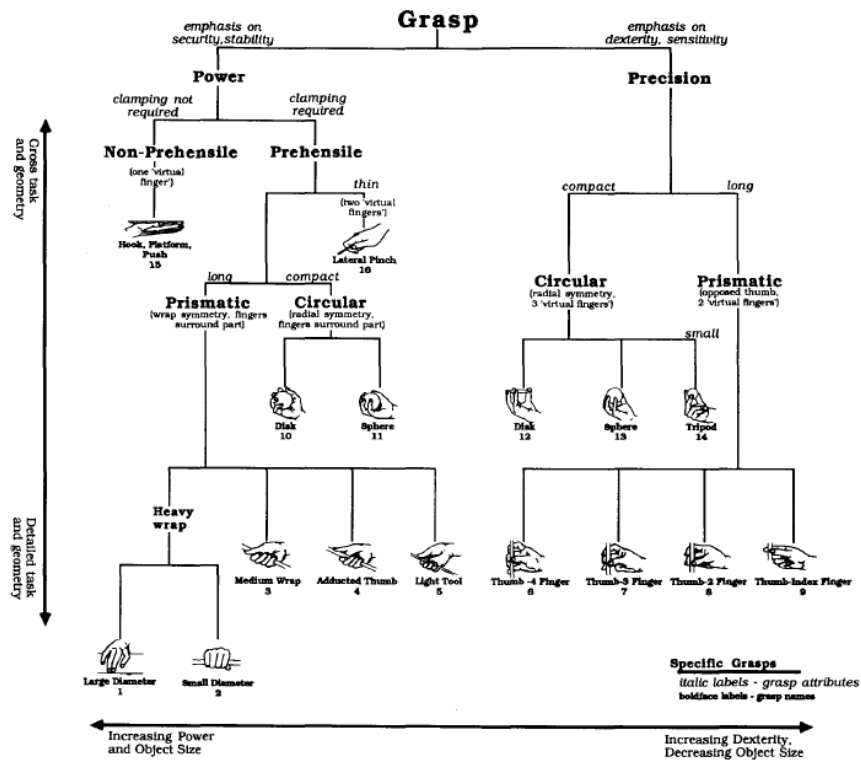 Grasp
emphasis on
security,stability
emphasis on
dexterity, sensitivity
Power
Precision
clamping not
required
clamping
required
Gross task
and geometry
Non-Prehensile
(one 'virtual
finger')
Prehensile
thin
(two 'virtual
fingers')
compact
long
Hook, Platform,
Push
15
Lateral Pinch
16
long
compact
Prismatic
(wrap symmetry, fingers
surround part)
Circular
(radial symmetry,
fingers surround part)
Circular
(radial symmetry,
3 'virtual fingers')
Prismatic
(opposed thumb,
2 'virtual fingers')
small
Disk
10
Sphere
11
Disk
12
Sphere
13
Tripod
14
Detailed task
and geometry
Heavy
wrap
Medium Wrap
3
Adducted Thumb
4
Light Tool
5
Thumb -4 Finger
6
Thumb-3 Finger
7
Thumb-2 Finger
8
Thumb-Index Finger
9
Large Diameter
1
Small Diameter
2
Specific Grasps
italic labels - grasp attributes
boldface labels - grasp names
Increasing Power
and Object Size
Increasing Dexterity,
Decreasing Object Size